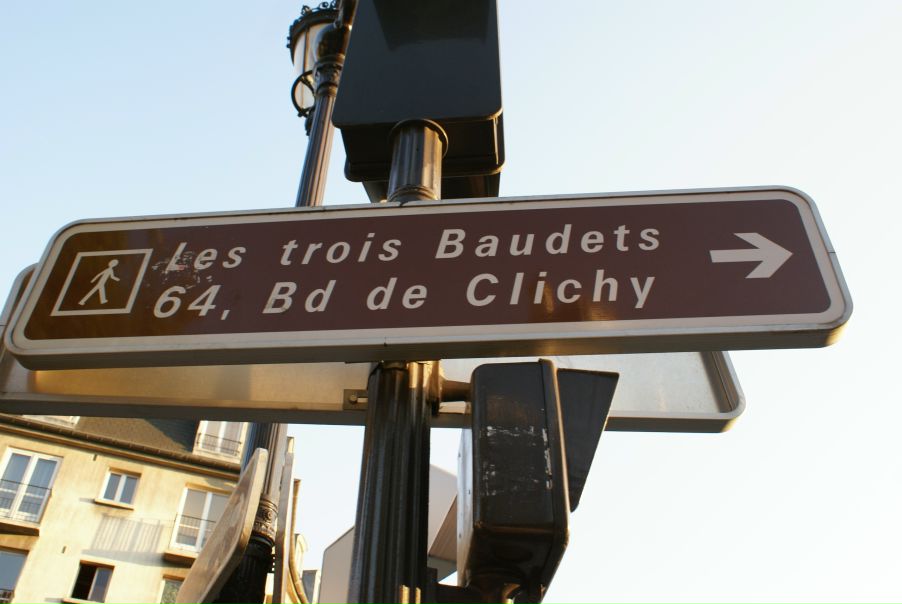 Les trois Baudets
64, Bd de Clichy